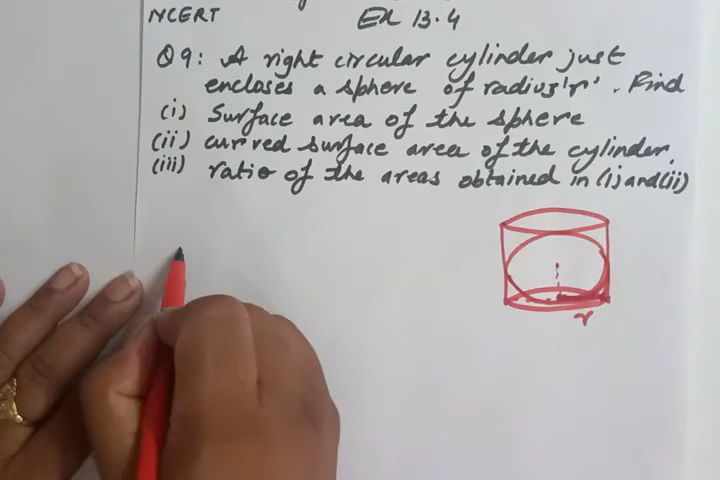 NCERT Ex 13.4
Q9: A right circular cylinder just
encloses a sphere of radius 'r'. Find
(i) Surface area of the sphere
(ii) curved surface area of the cylinder.
(iii) ratio of the areas obtained in (i) and (ii)
r